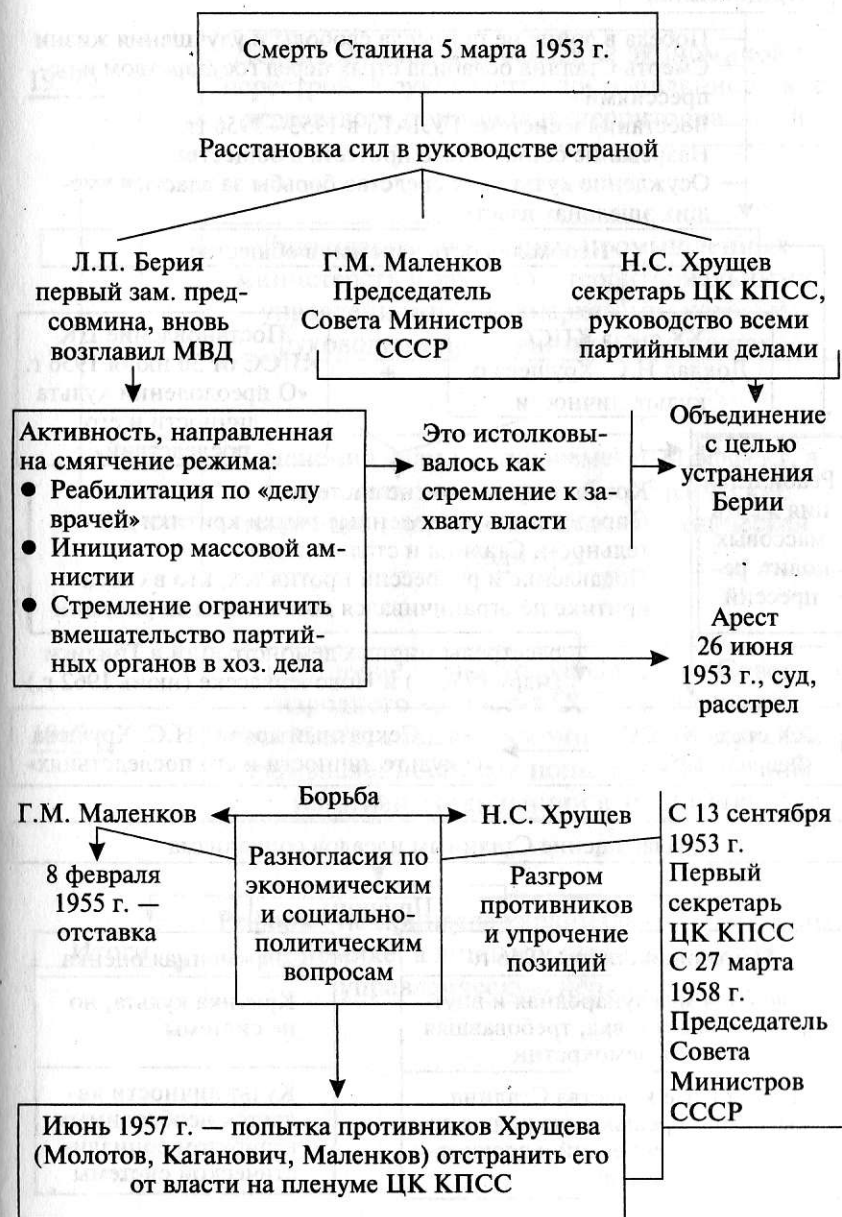 Смерть Сталина 5 марта 1953 г.
Расстановка сил в руководстве страной
Л.П. Берия
первый зам. пред-
совмина, вновь
возглавил МВД
Г.М. Маленков
Председатель
Совета Министров
СССР
Н.С. Хрущев
секретарь ЦК КПСС,
руководство всеми
партийными делами
Активность, направленная
на смягчение режима:
● Реабилитация по «делу
врачей»
● Инициатор массовой ам-
нистии
● Стремление ограничить
вмешательство партий-
ных органов в хоз. дела
Это истолковы-
валось как
стремление к за-
хвату власти
Объединение
с целью
устранения
Берии
Арест
26 июня
1953 г., суд,
расстрел
Г.М. Маленков
Борьба
Н.С. Хрущев
8 февраля
1955 г. —
отставка
Разногласия по
экономическим
и социально-
политическим
вопросам
Разгром
противников
и упрочение
позиций
С 13 сентября
1953 г.
Первый
секретарь
ЦК КПСС
С 27 марта
1958 г.
Председатель
Совета
Министров
СССР
Июнь 1957 г. — попытка противников Хрущева
(Молотов, Каганович, Маленков) отстранить его
от власти на пленуме ЦК КПСС